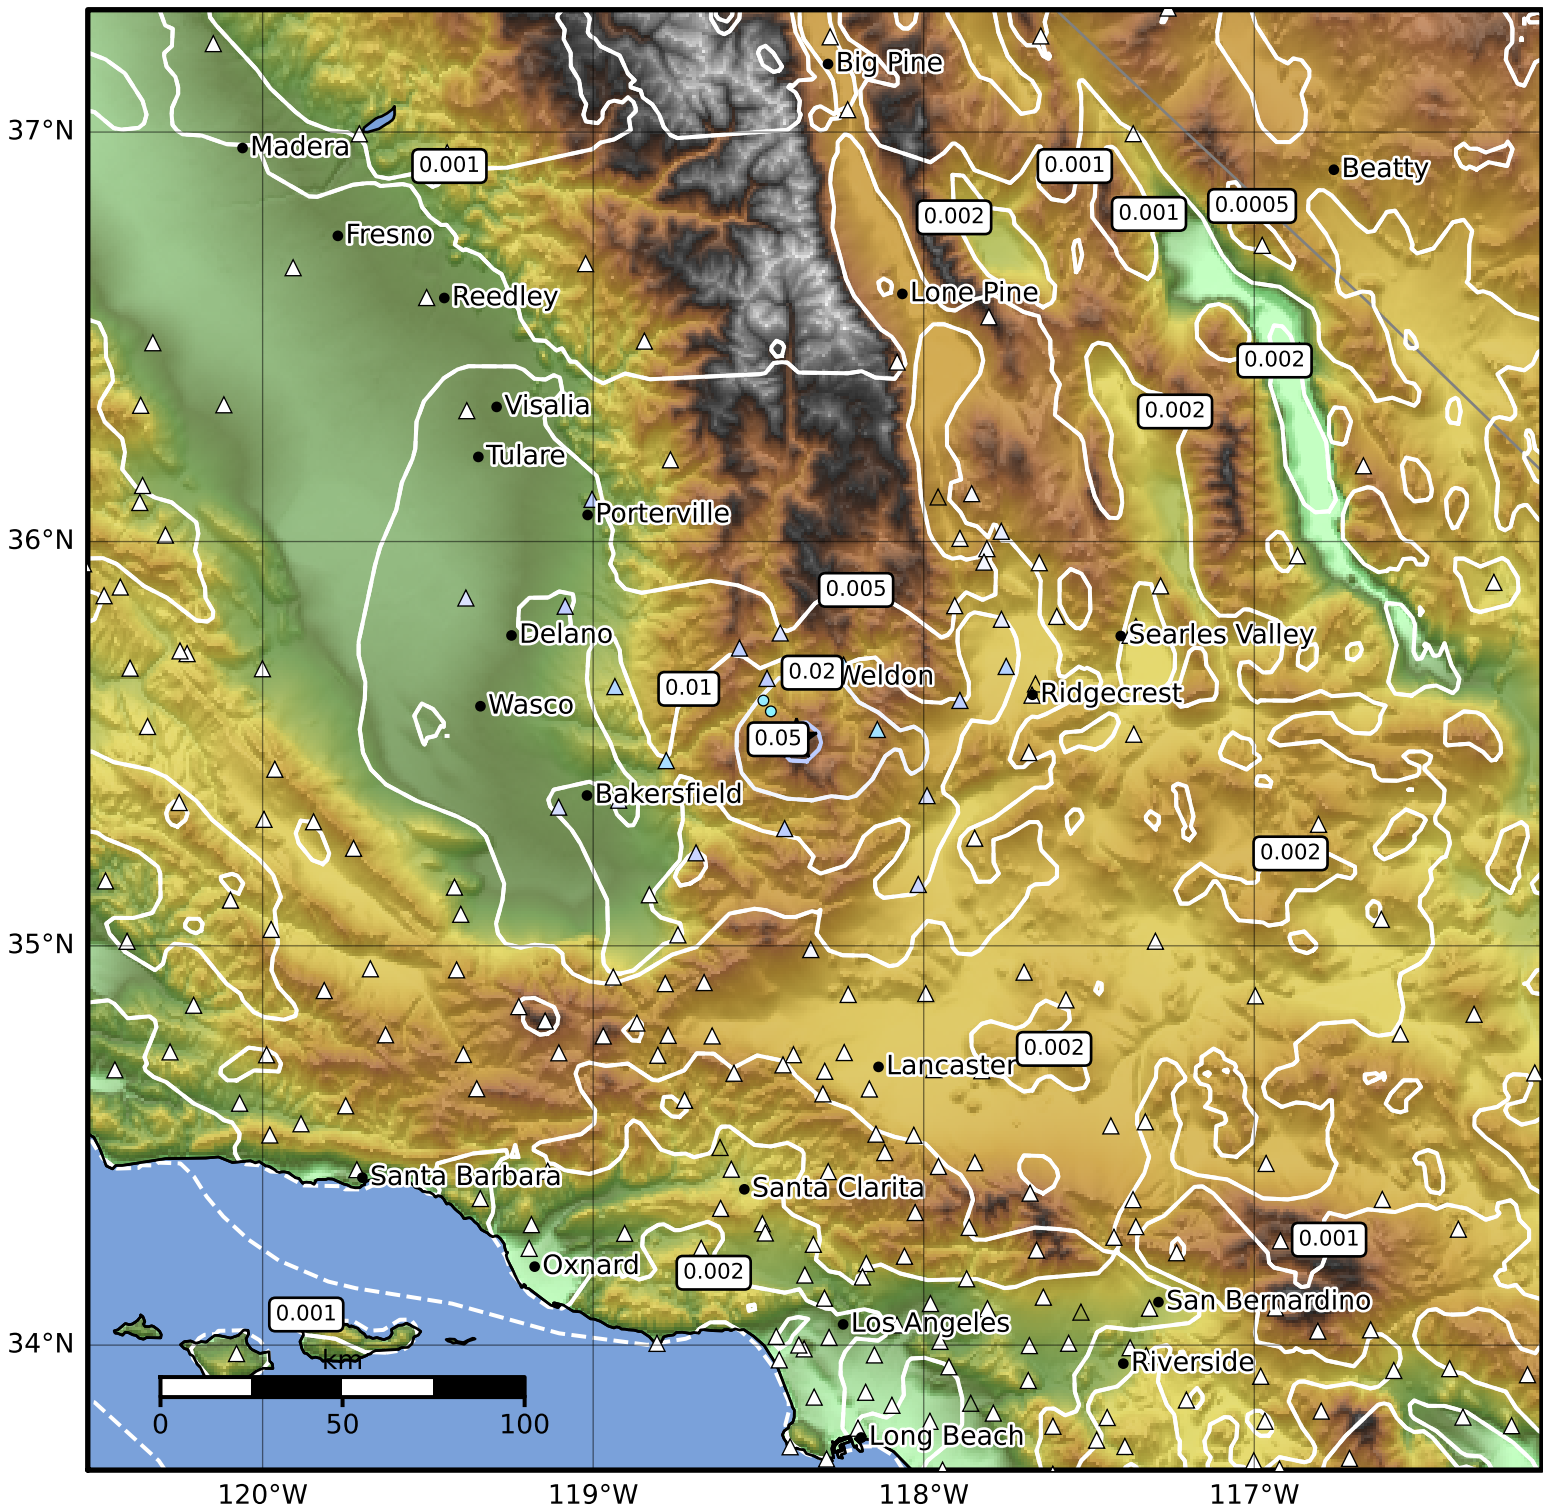 Big Pine
37°N
Madera
0.001
0.001
Beatty
0.002
0.001
0.0005
Fresno
Reedley
Lone Pine
0.002
Visalia
0.002
Tulare
Porterville
36°N
0.005
Delano
Searles Valley
0.02
Weldon
0.01
Ridgecrest
Wasco
0.05
Bakersfield
0.002
35°N
0.002
Lancaster
Santa Barbara
Santa Clarita
0.001
Oxnard
0.002
San Bernardino
0.001
Los Angeles
34°N
km
Riverside
0
50
100
Long Beach
120°W
119°W
118°W
117°W